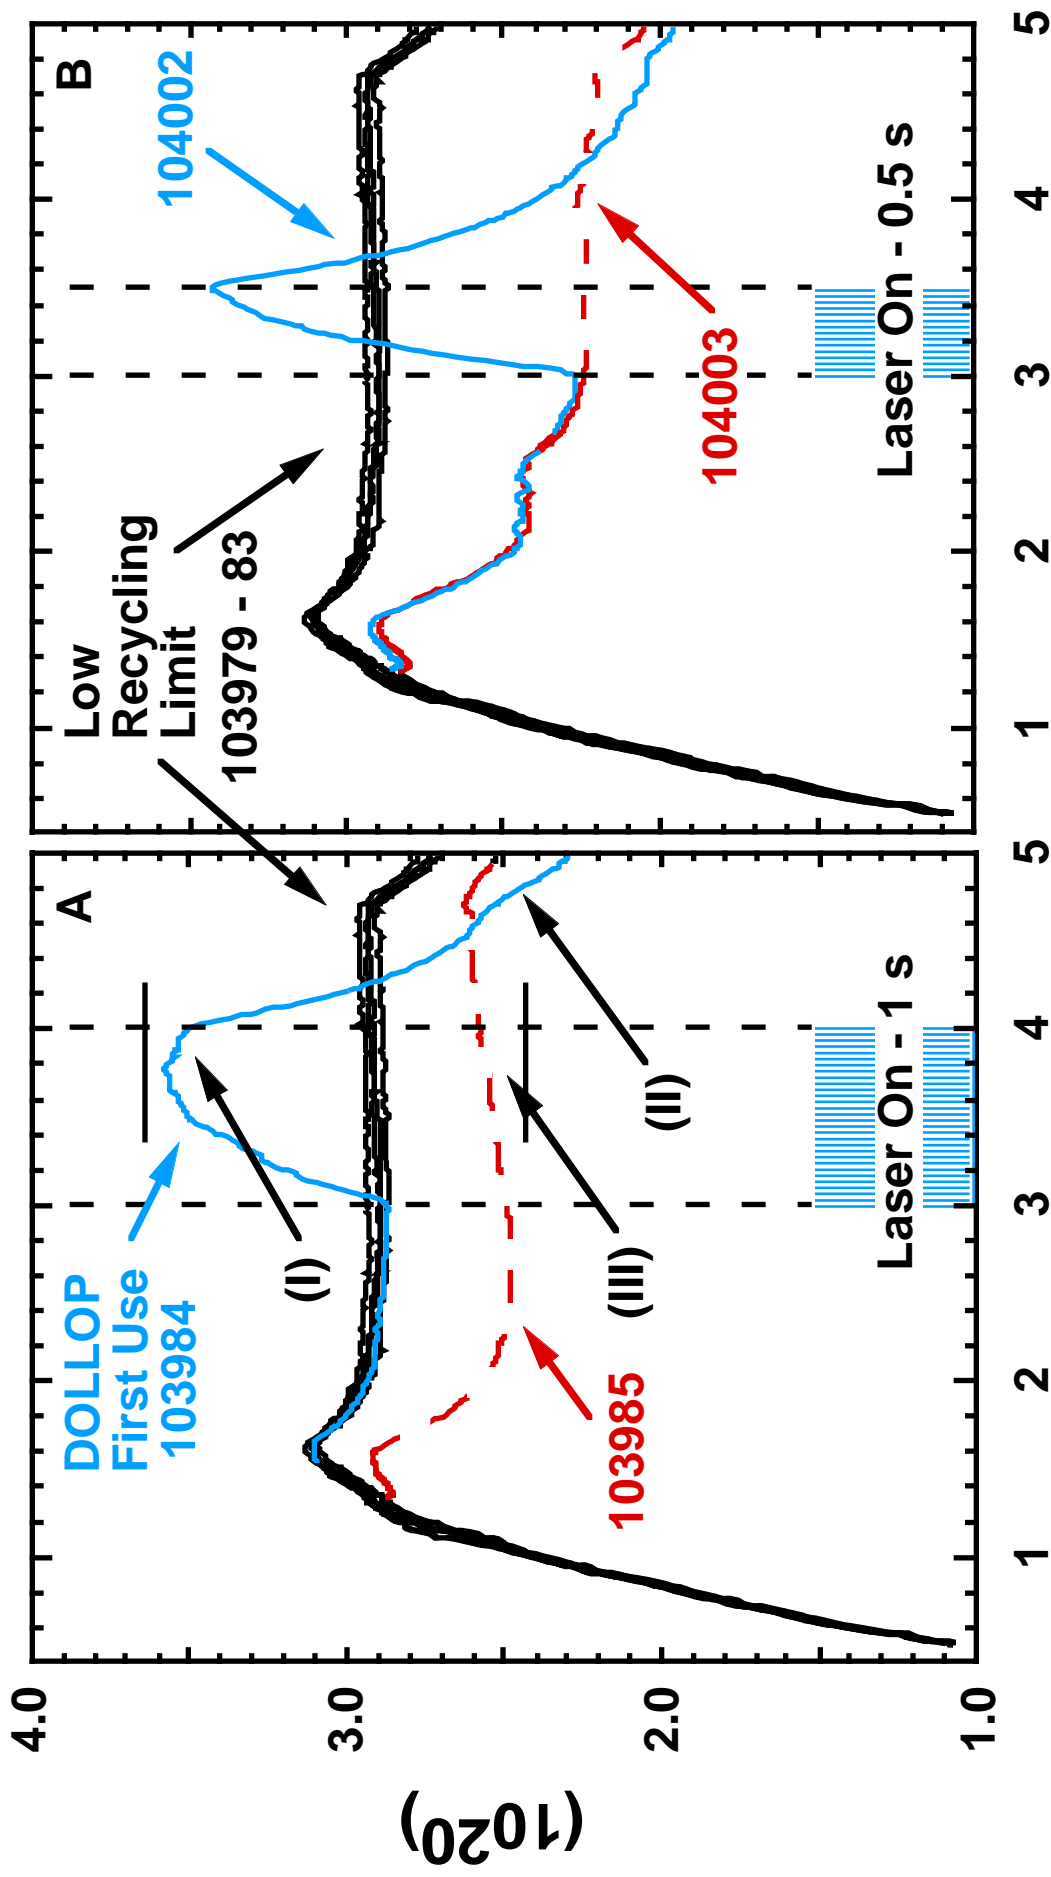 A
DOLLOP
First Use
103984
Low
Recycling
Limit
103979 - 83
B
104002
(I)
(II)
(III)
103985
104003
Laser On - 1 s
Laser On - 0.5 s
4.0
3.0
2.0
1.0
(10²⁰)
1 2 3 4 5
1 2 3 4 5